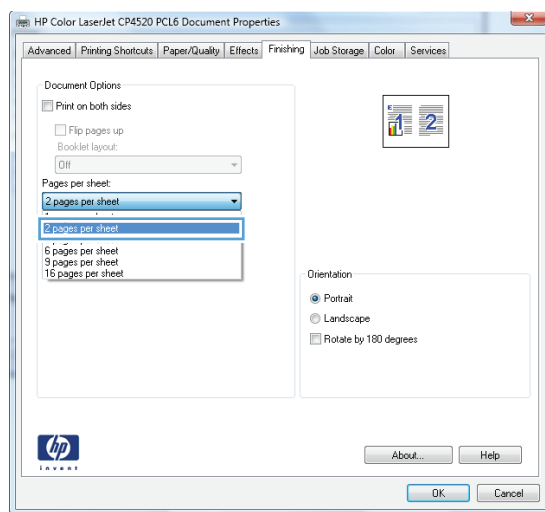 HP Color LaserJet CP4520 PCL6 Document Properties
Advanced Printing Shortcuts Paper/Quality Effects Finishing Job Storage Color Services
Document Options
Print on both sides
Flip pages up
Booklet layout:
Off
Pages per sheet:
2 pages per sheet
2 pages per sheet
6 pages per sheet
9 pages per sheet
16 pages per sheet
E
1 2
Orientation
Portrait
Landscape
Rotate by 180 degrees
hp
invent
About... Help
OK Cancel